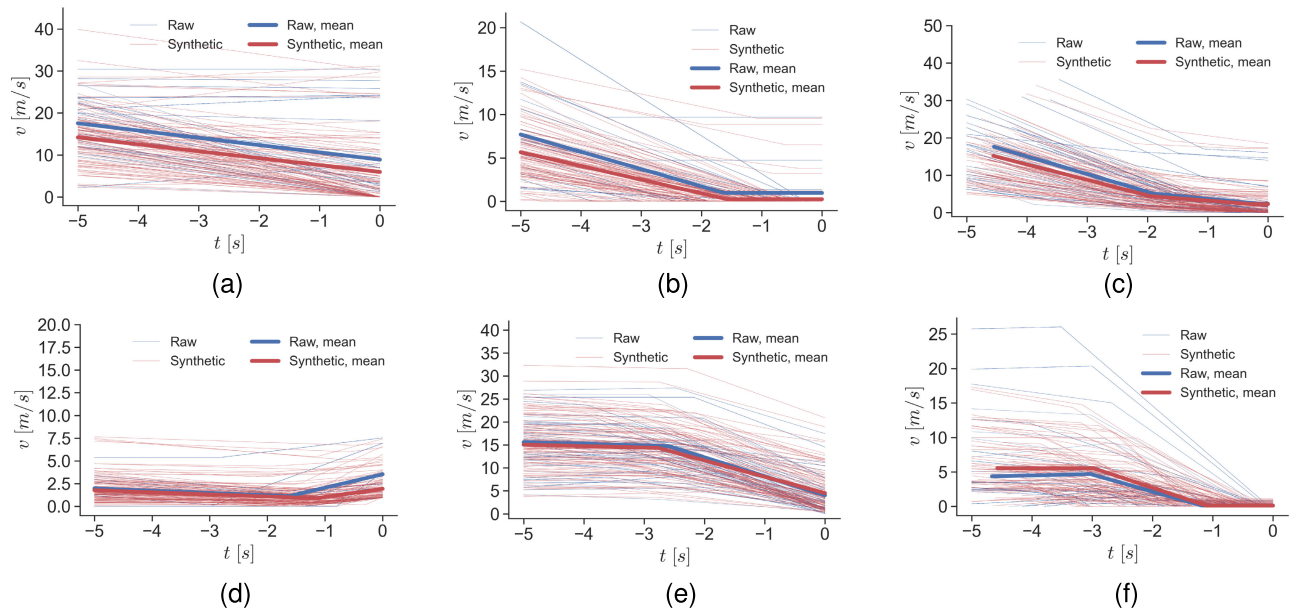 40
30
20
10
0
v [m/s]
Raw
Synthetic
Raw, mean
Synthetic, mean
−5 −4 −3 −2 −1 0
t [s]
(a)
20
15
10
5
0
v [m/s]
Raw
Synthetic
Raw, mean
Synthetic, mean
−5 −4 −3 −2 −1 0
t [s]
(b)
50
40
30
20
10
0
v [m/s]
Raw
Synthetic
Raw, mean
Synthetic, mean
−5 −4 −3 −2 −1 0
t [s]
(c)
20.0
17.5
15.0
12.5
10.0
7.5
5.0
2.5
0.0
v [m/s]
Raw
Synthetic
Raw, mean
Synthetic, mean
−5 −4 −3 −2 −1 0
t [s]
(d)
40
35
30
25
20
15
10
5
0
v [m/s]
Raw
Synthetic
Raw, mean
Synthetic, mean
−5 −4 −3 −2 −1 0
t [s]
(e)
25
20
15
10
5
0
v [m/s]
Raw
Synthetic
Raw, mean
Synthetic, mean
−5 −4 −3 −2 −1 0
t [s]
(f)